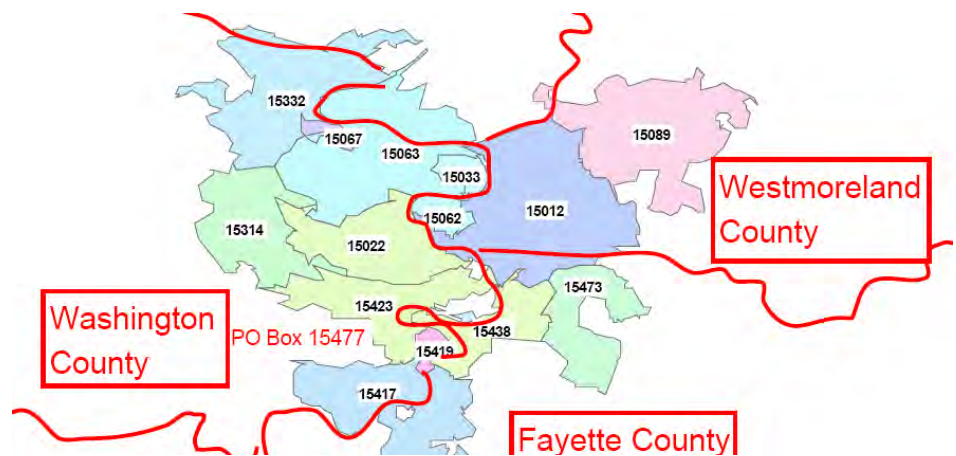 15332
15067
15063
15089
15033
15314
15022
15062
15012
Westmoreland
County
15423
15473
Washington
County
PO Box 15477
15438
15419
15417
Fayette County